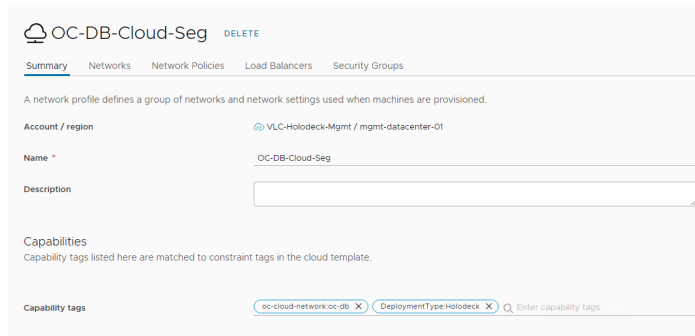 OC-DB-Cloud-Seg DELETE
Summary Networks Network Policies Load Balancers Security Groups
A network profile defines a group of networks and network settings used when machines are provisioned.
Account / region VLC-Holodeck-Mgmt / mgmt-datacenter-01
Name * OC-DB-Cloud-Seg
Description
Capabilities
Capability tags listed here are matched to constraint tags in the cloud template.
Capability tags oc-cloud-network:oc-db X DeploymentType:Holodeck X Enter capability tags